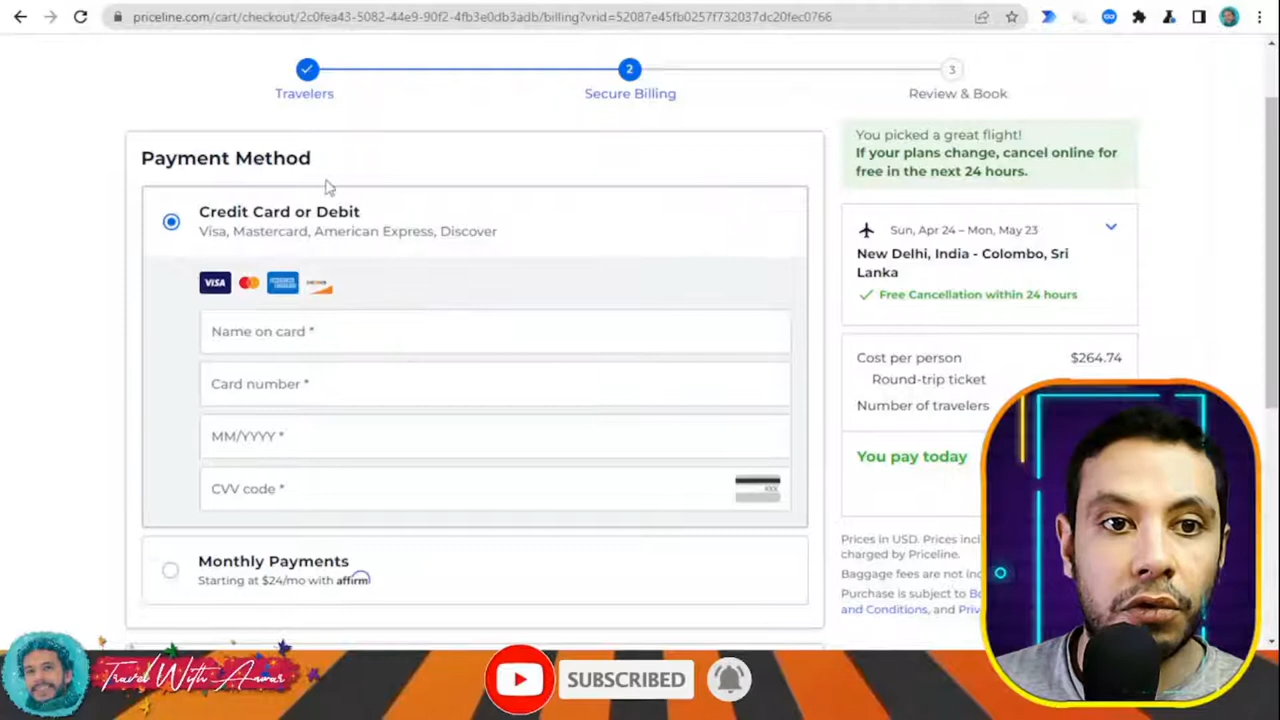 priceline.com/cart/checkout/2c0fea43-5082-44e9-90f2-4fb3e0db3adb/billing?vrid=52087e45fb0257f732037dc20fec0766
2
3
Travelers
Secure Billing
Review & Book
Payment Method
Credit Card or Debit
Visa, Mastercard, American Express, Discover
VISA
Name on card *
Card number *
MM/YYYY *
CVV code *
XXX
Monthly Payments
Starting at $24/mo with affirm
You picked a great flight!
If your plans change, cancel online for
free in the next 24 hours.
Sun, Apr 24 – Mon, May 23
New Delhi, India - Colombo, Sri
Lanka
Free Cancellation within 24 hours
Cost per person $264.74
Round-trip ticket
Number of travelers
You pay today
Prices in USD. Prices
charged by Priceline.
Baggage fees are not
Purchase is subject to
and Conditions, and
Travel With Anwar
SUBSCRIBED